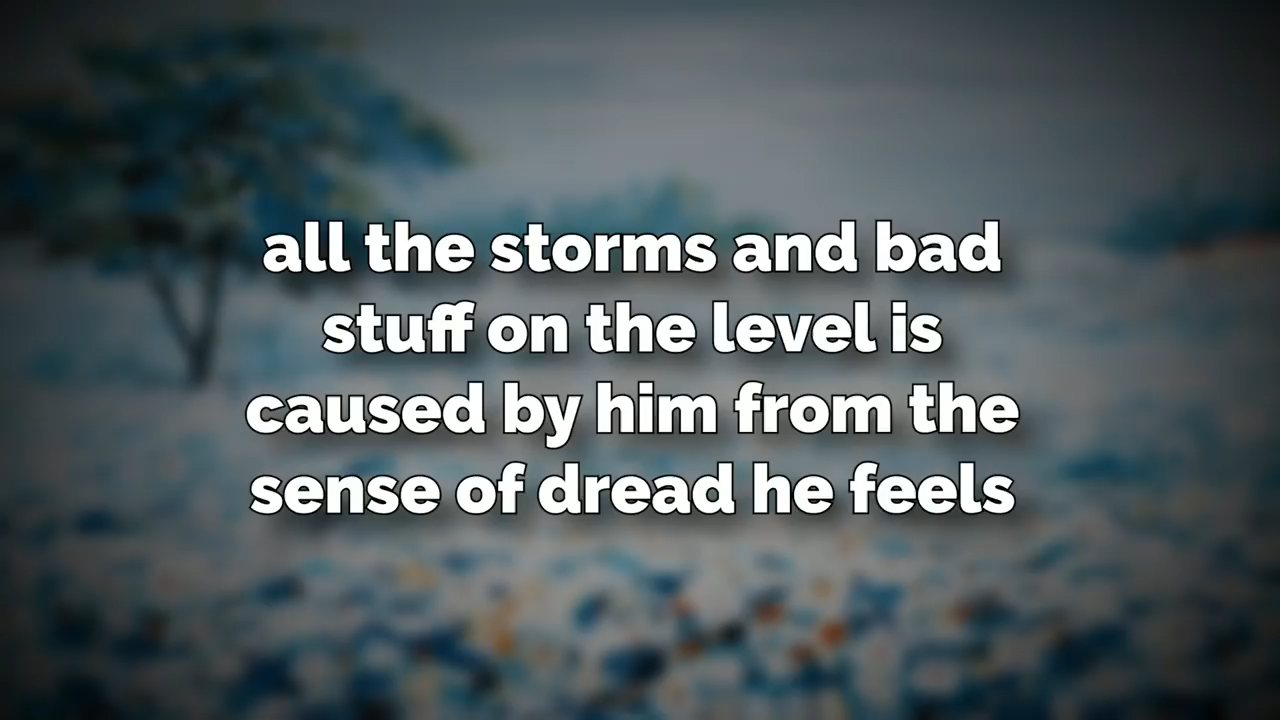 all the storms and bad
stuff on the level is
caused by him from the
sense of dread he feels